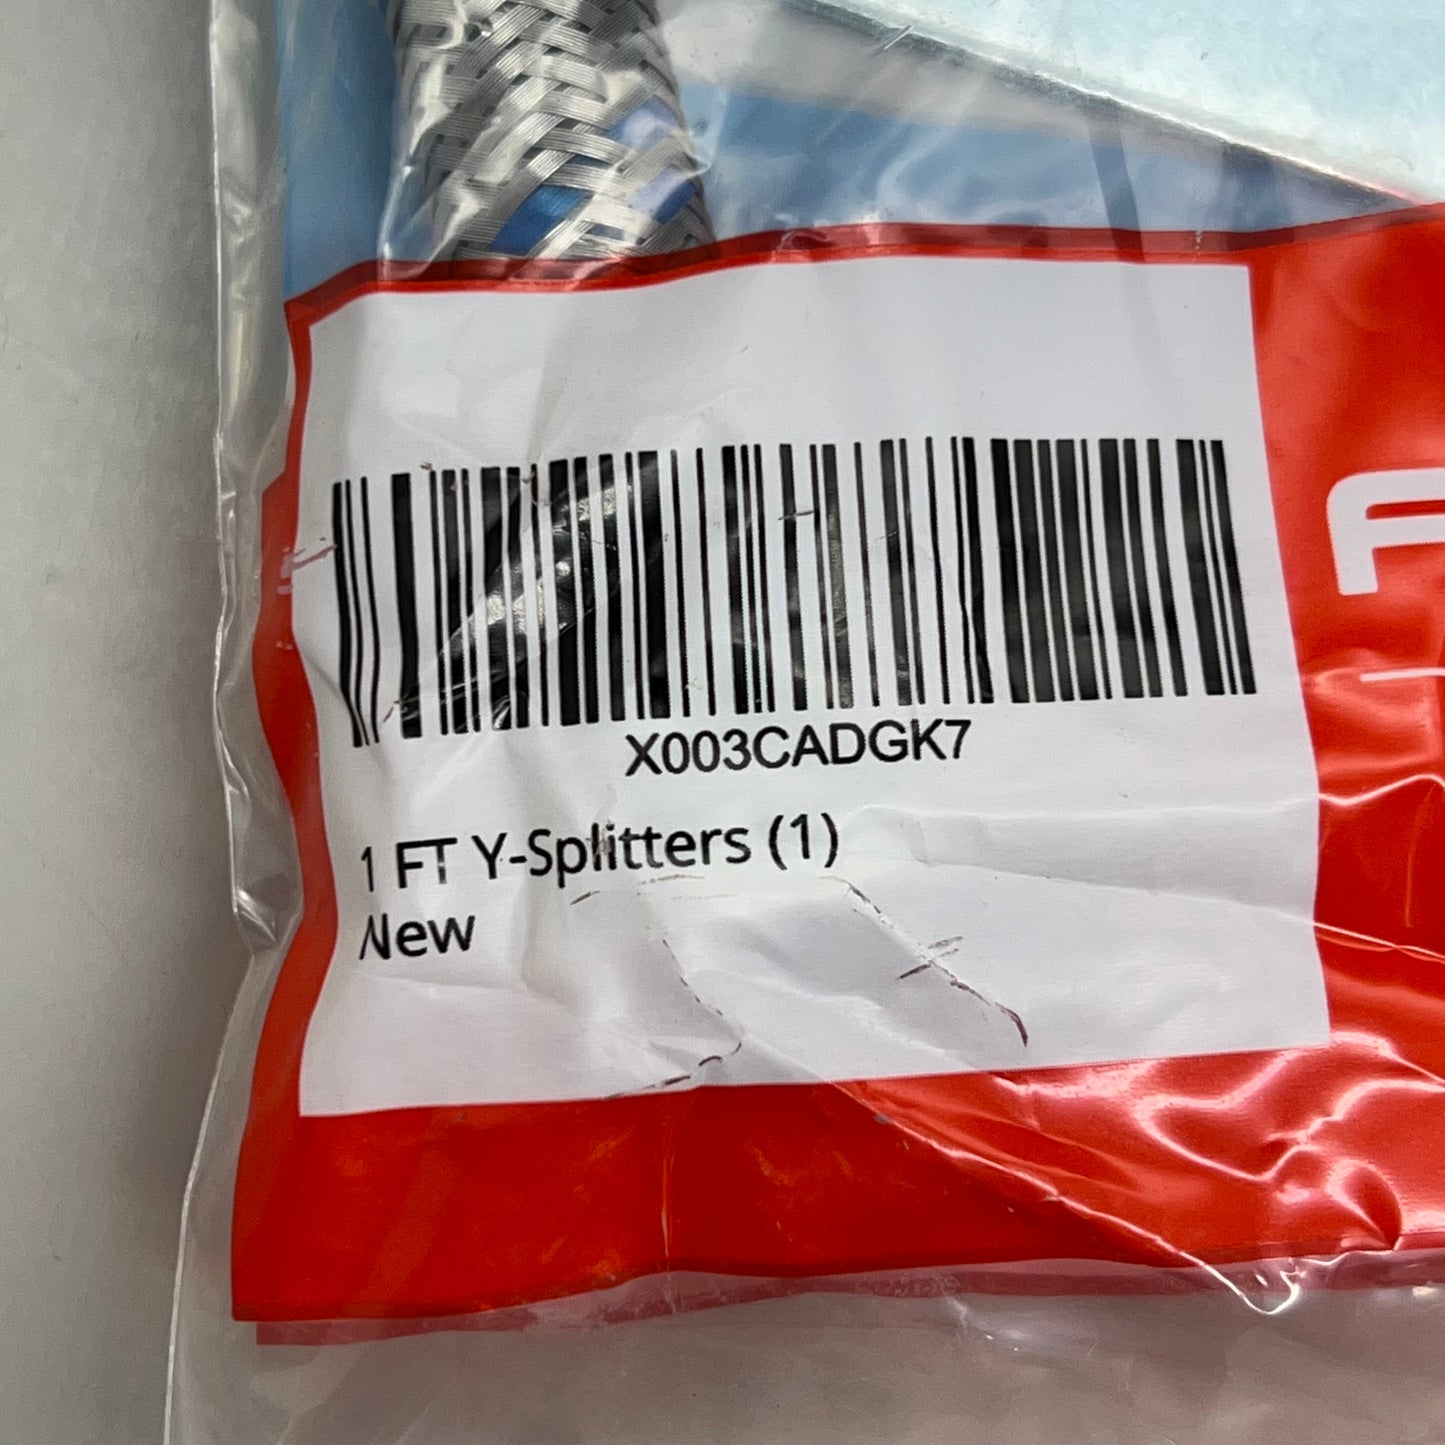 X003CADGK7
1 FT Y-Splitters (1)
New